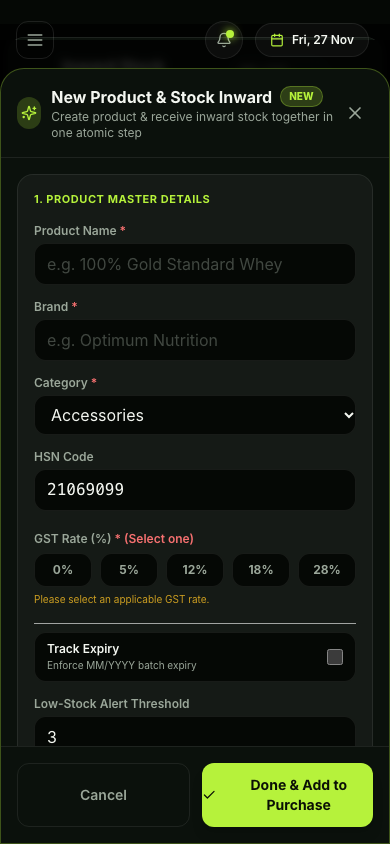 Fri, 27 Nov
New Product & Stock Inward NEW
Create product & receive inward stock together in
one atomic step
1. PRODUCT MASTER DETAILS
Product Name *
e.g. 100% Gold Standard Whey
Brand *
e.g. Optimum Nutrition
Category *
Accessories
HSN Code
21069099
GST Rate (%) * (Select one)
0% 5% 12% 18% 28%
Please select an applicable GST rate.
Track Expiry
Enforce MM/YYYY batch expiry
Low-Stock Alert Threshold
3
Cancel
Done & Add to
Purchase